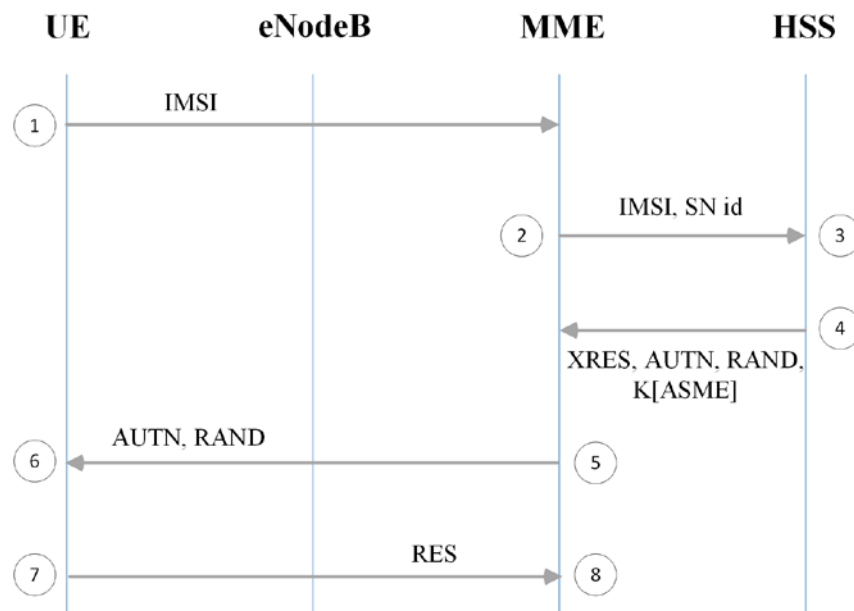 UE eNodeB MME HSS
IMSI
1
IMSI, SN id
2 3
4
XRES, AUTN, RAND,
K[ASME]
AUTN, RAND
6 5
RES
7 8